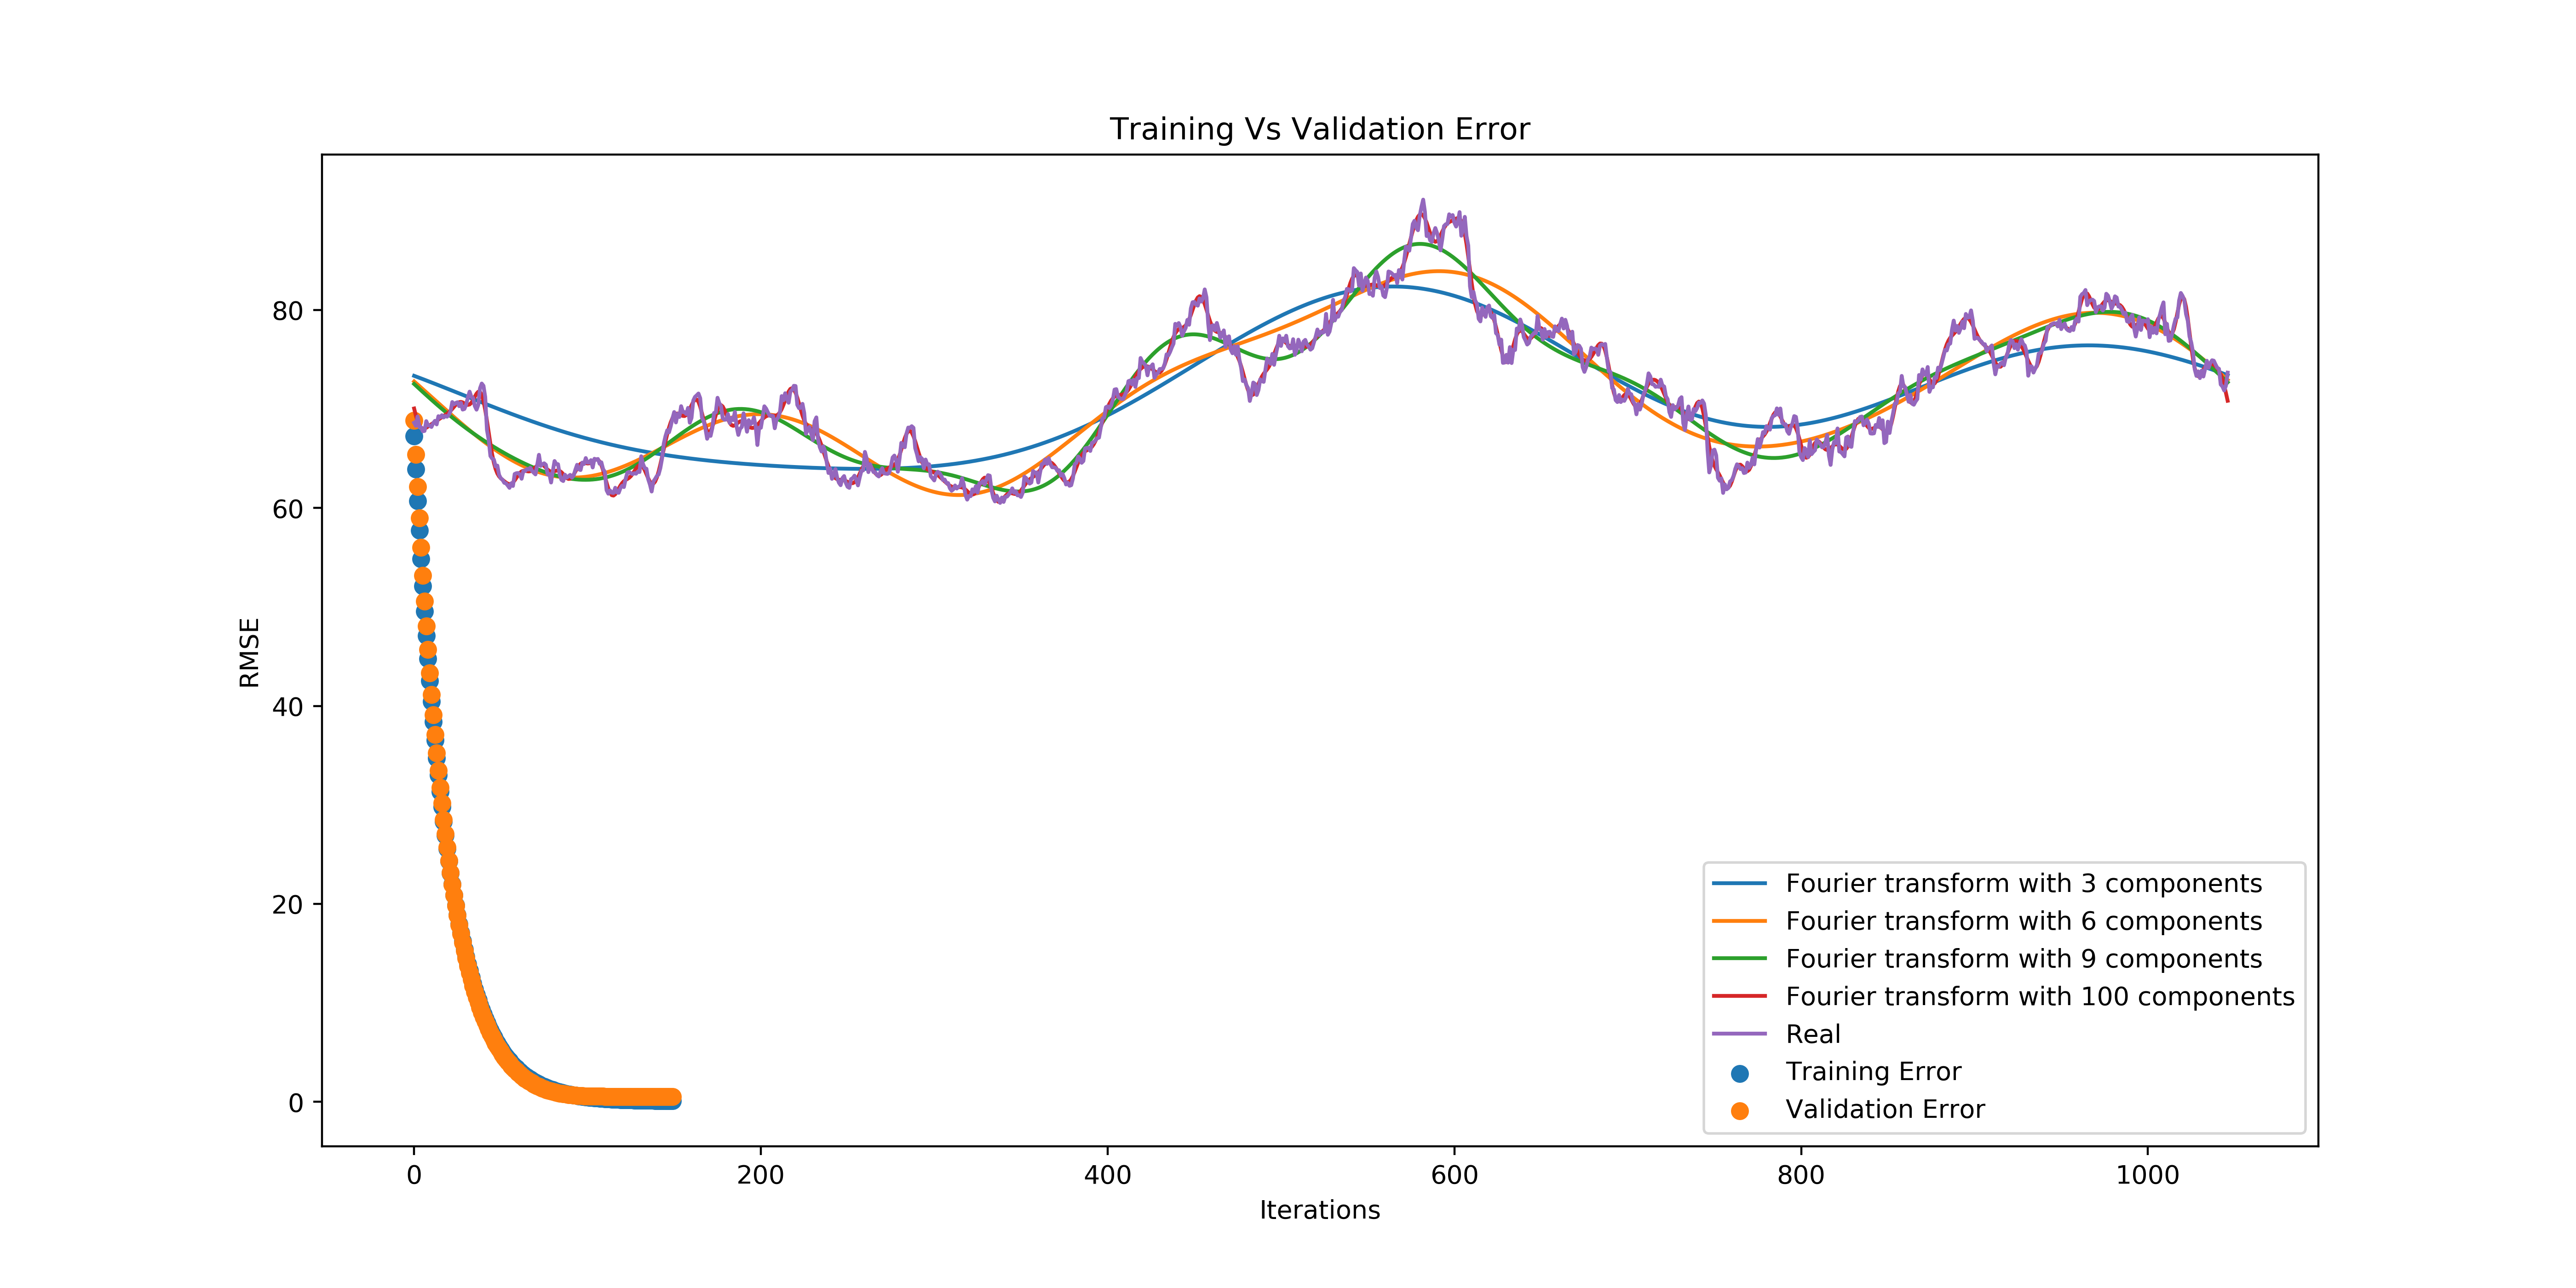 Training Vs Validation Error
RMSE
80
60
40
20
0
0 200 400 600 800 1000
Iterations
Fourier transform with 3 components
Fourier transform with 6 components
Fourier transform with 9 components
Fourier transform with 100 components
Real
Training Error
Validation Error